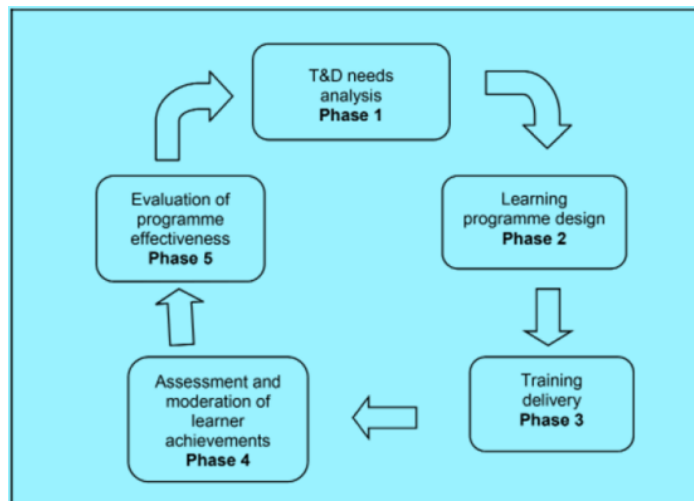 T&D needs
analysis
Phase 1
Learning
programme design
Phase 2
Training
delivery
Phase 3
Assessment and
moderation of
learner
achievements
Phase 4
Evaluation of
programme
effectiveness
Phase 5